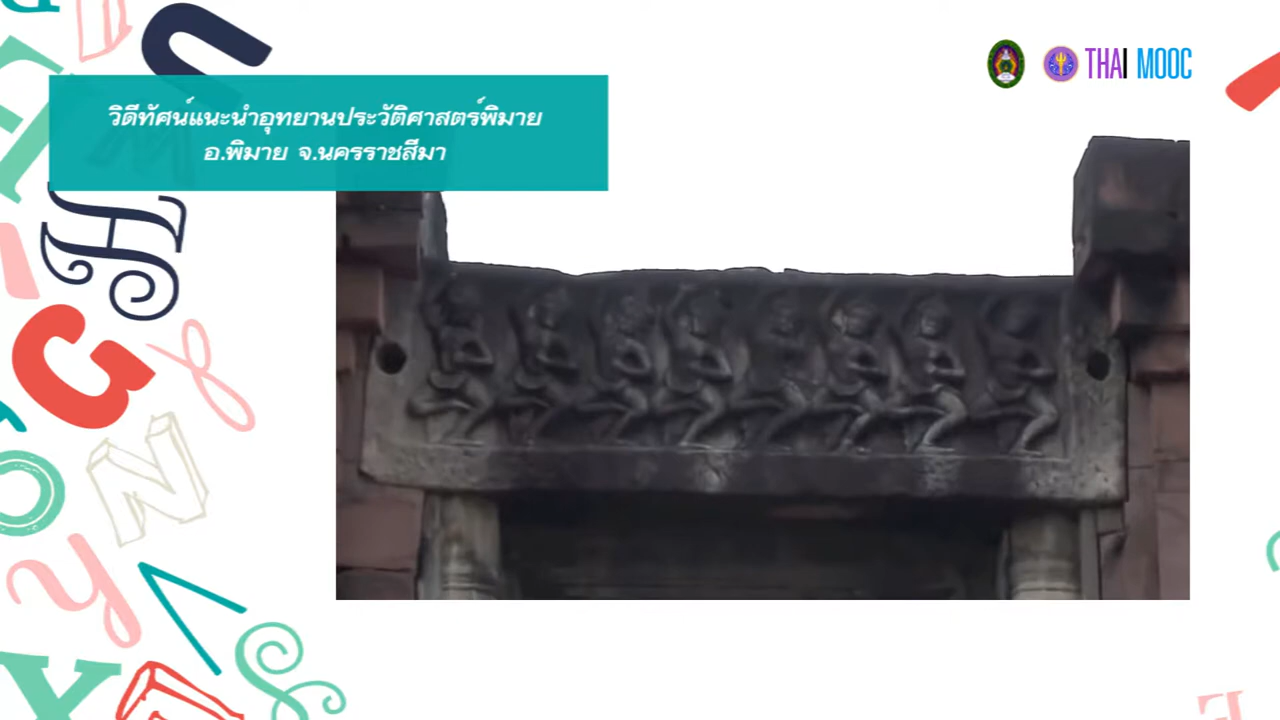 วิดีทัศน์แนะนำอุทยานประวัติศาสตร์พิมาย
อ.พิมาย จ.นครราชสีมา
THAI MOOC